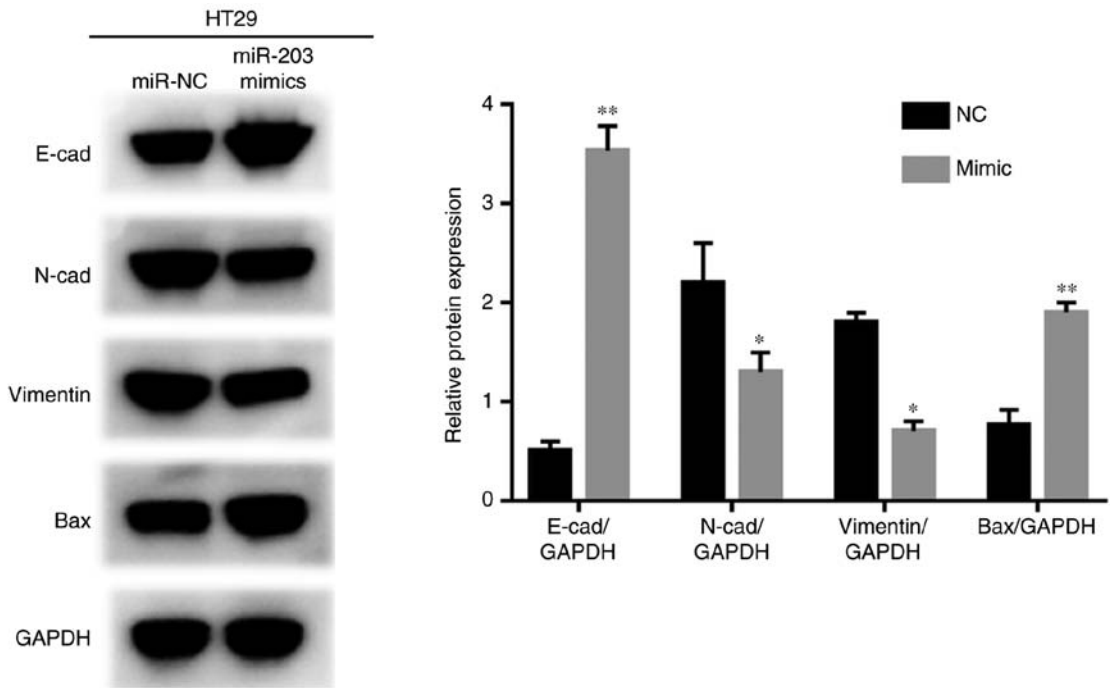 HT29
miR-NC
miR-203
mimics
E-cad
N-cad
Vimentin
Bax
GAPDH
Relative protein expression
4
3
2
1
0
**
*
*
**
NC
Mimic
E-cad/
GAPDH
N-cad/
GAPDH
Vimentin/
GAPDH
Bax/GAPDH